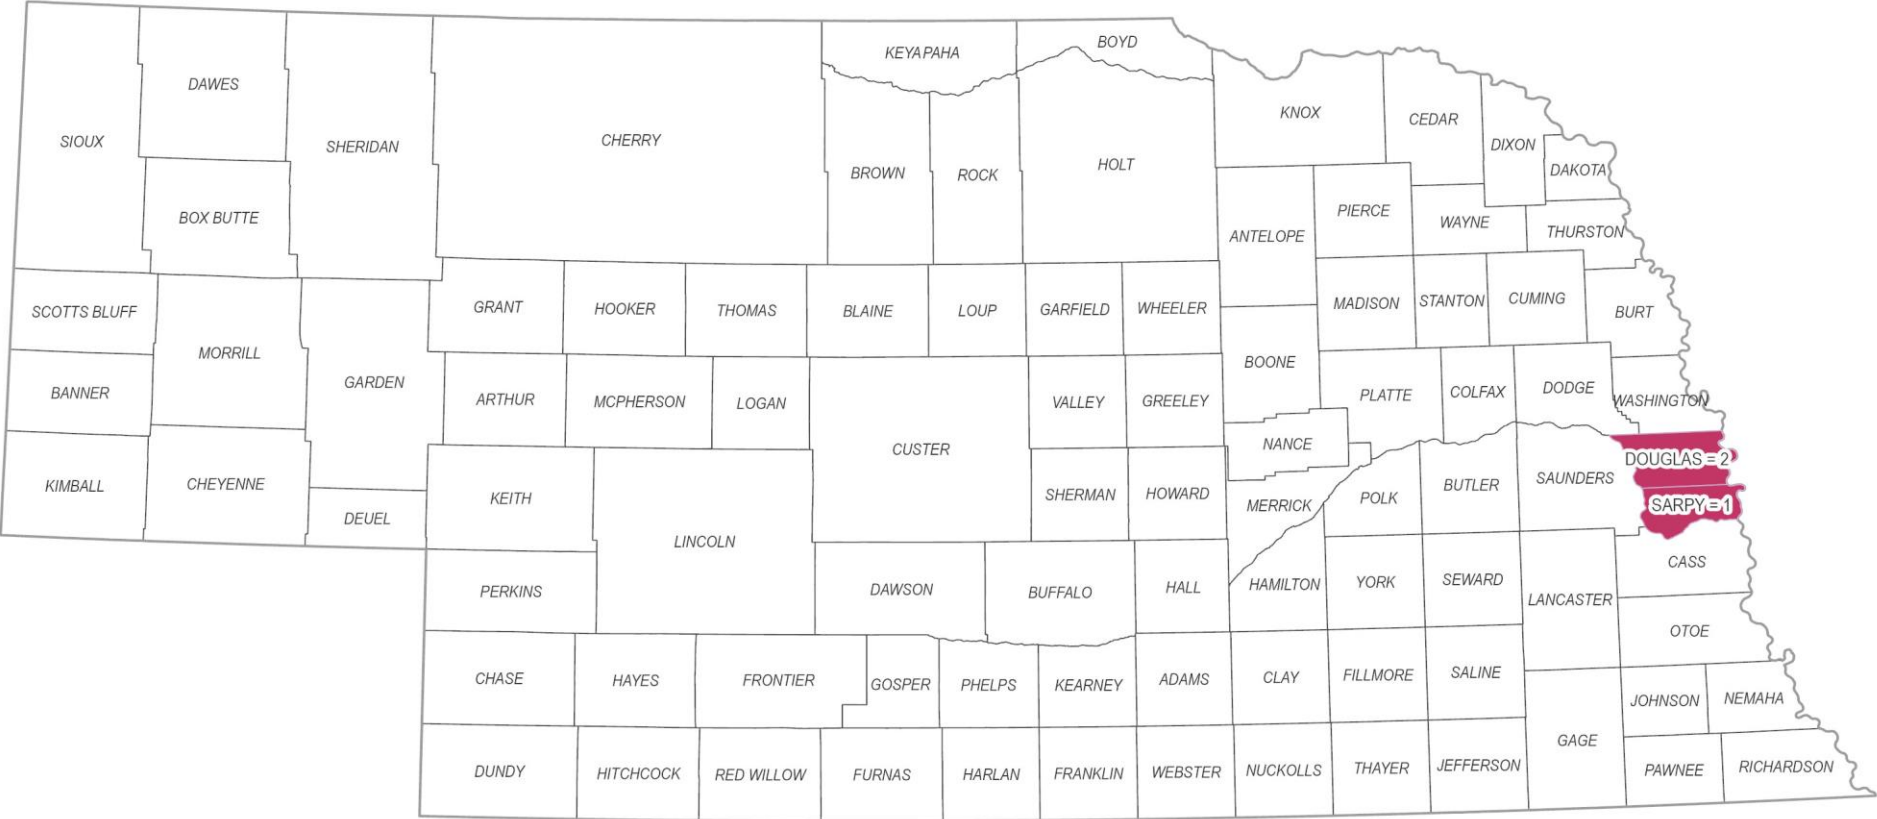 KEYAPAHA
BOYD
DAWES
SIOUX
SHERIDAN
CHERRY
BROWN
ROCK
HOLT
KNOX
CEDAR
DIXON
DAKOTA
BOX BUTTE
ANTELOPE
PIERCE
WAYNE
THURSTON
SCOTTS BLUFF
MORRILL
GRANT
HOOKER
THOMAS
BLAINE
LOUP
GARFIELD
WHEELER
MADISON
STANTON
CUMING
BURT
BANNER
GARDEN
ARTHUR
MCPHERSON
LOGAN
CUSTER
VALLEY
GREELEY
BOONE
PLATTE
COLFAX
DODGE
WASHINGTON
KIMBALL
CHEYENNE
DEUEL
KEITH
LINCOLN
SHERMAN
HOWARD
NANCE
MERRICK
POLK
BUTLER
SAUNDERS
DOUGLAS = 2
SARPY = 1
PERKINS
DAWSON
BUFFALO
HALL
HAMILTON
YORK
SEWARD
LANCASTER
CASS
OTOE
CHASE
HAYES
FRONTIER
GOSPER
PHELPS
KEARNEY
ADAMS
CLAY
FILLMORE
SALINE
JOHNSON
NEMAHA
DUNDY
HITCHCOCK
RED WILLOW
FURNAS
HARLAN
FRANKLIN
WEBSTER
NUCKOLLS
THAYER
JEFFERSON
GAGE
PAWNEE
RICHARDSON